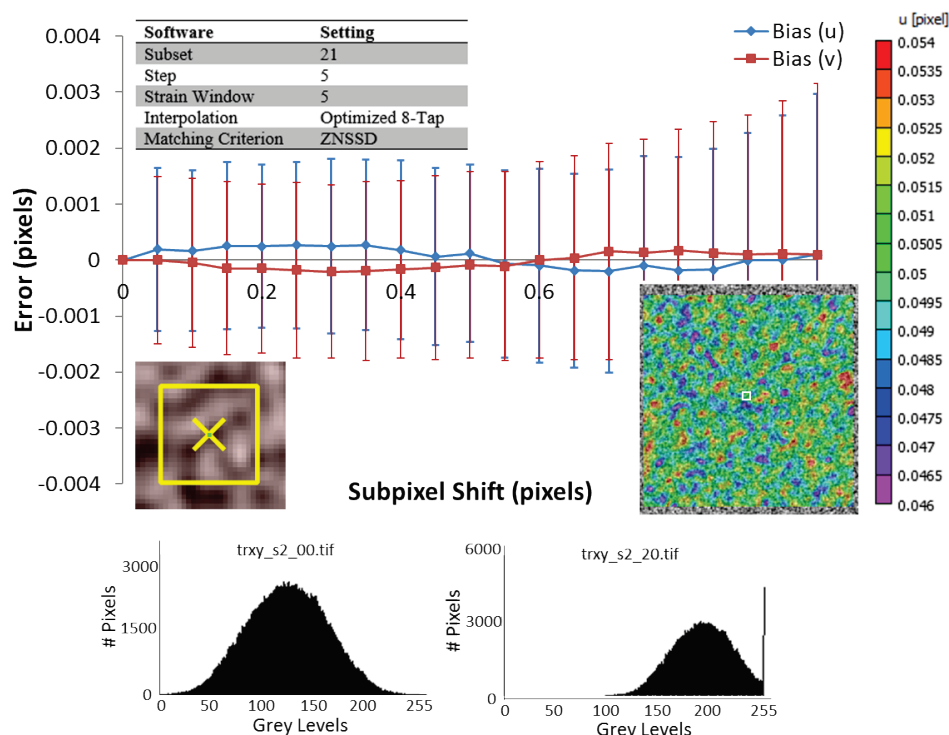 Software Setting
Subset 21
Step 5
Strain Window 5
Interpolation Optimized 8-Tap
Matching Criterion ZNSSD
Bias (u)
Bias (v)
Error (pixels)
0.004
0.003
0.002
0.001
0
-0.001
-0.002
-0.003
-0.004
0 0.2 0.4 0.6
Subpixel Shift (pixels)
u [pixel]
0.054
0.0535
0.053
0.0525
0.052
0.0515
0.051
0.0505
0.05
0.0495
0.049
0.0485
0.048
0.0475
0.047
0.0465
0.046
trxy_s2_00.tif
# Pixels
3000
1500
0
0 50 100 150 200 255
Grey Levels
trxy_s2_20.tif
# Pixels
6000
3000
0
0 50 100 150 200 255
Grey Levels